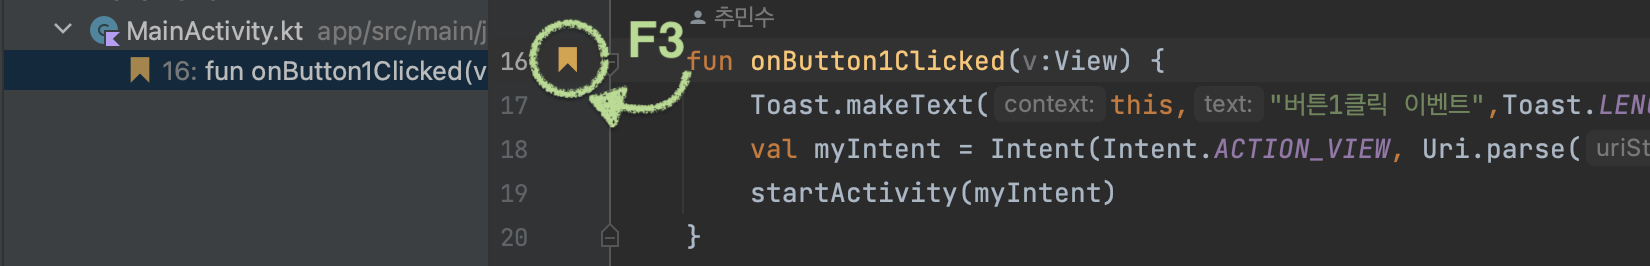 MainActivity.kt app/src/main/j
16: fun onButton1Clicked(v
F3
추민수
16 fun onButton1Clicked(v:View) {
17 Toast.makeText( context: this, text: "버튼1클릭 이벤트",Toast.LEN
18 val myIntent = Intent(Intent.ACTION_VIEW, Uri.parse( uriSt
19 startActivity(myIntent)
20 }